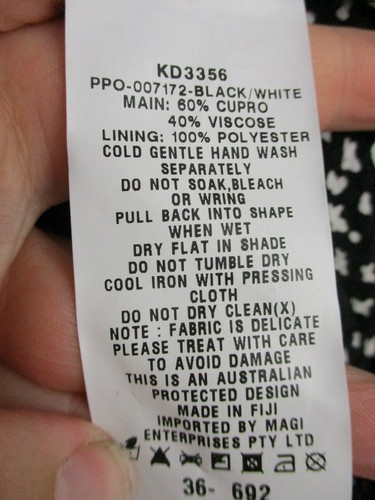 KD3356
PPO-007172-BLACK/WHITE
MAIN: 60% CUPRO
40% VISCOSE
LINING: 100% POLYESTER
COLD GENTLE HAND WASH
SEPARATELY
DO NOT SOAK,BLEACH
OR WRING
PULL BACK INTO SHAPE
WHEN WET
DRY FLAT IN SHADE
DO NOT TUMBLE DRY
COOL IRON WITH PRESSING
CLOTH
DO NOT DRY CLEAN(X)
NOTE : FABRIC IS DELICATE
PLEASE TREAT WITH CARE
TO AVOID DAMAGE
THIS IS AN AUSTRALIAN
PROTECTED DESIGN
MADE IN FIJI
IMPORTED BY MAGI
ENTERPRISES PTY LTD
36- 692